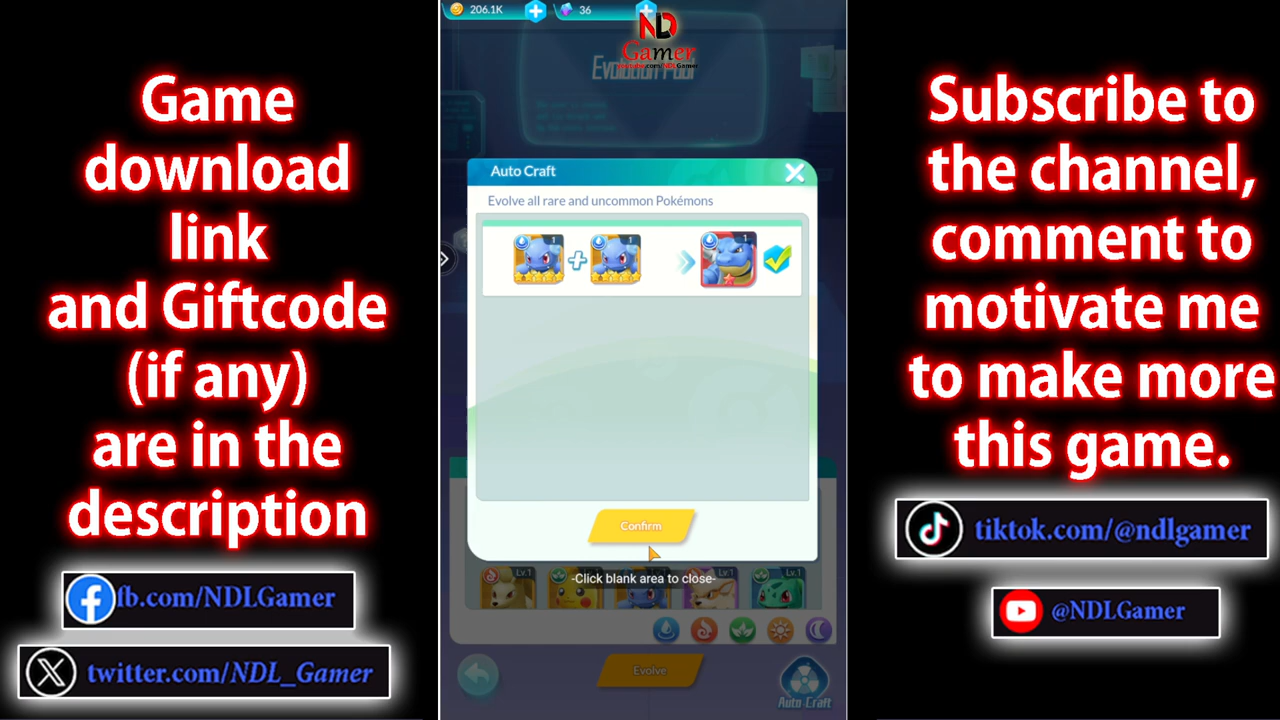 Game
download
link
and Giftcode
(if any)
are in the
description
fb.com/NDLGamer
twitter.com/NDL_Gamer
206.1K
36
ND
Gamer
Evolution Pool
Auto Craft
Evolve all rare and uncommon Pokémons
1
1
1
Confirm
-Click blank area to close-
Lv.1
Lv.1
Lv.1
Lv.1
Evolve
Auto Craft
Subscribe to
the channel,
comment to
motivate me
to make more
this game.
tiktok.com/@ndlgamer
@NDLGamer